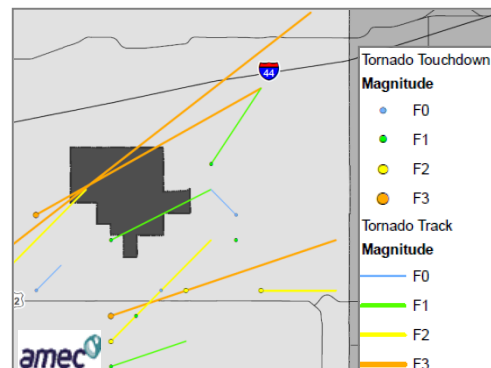 44
Tornado Touchdown
Magnitude
F0
F1
F2
F3
Tornado Track
Magnitude
F0
F1
F2
F3
2
amec